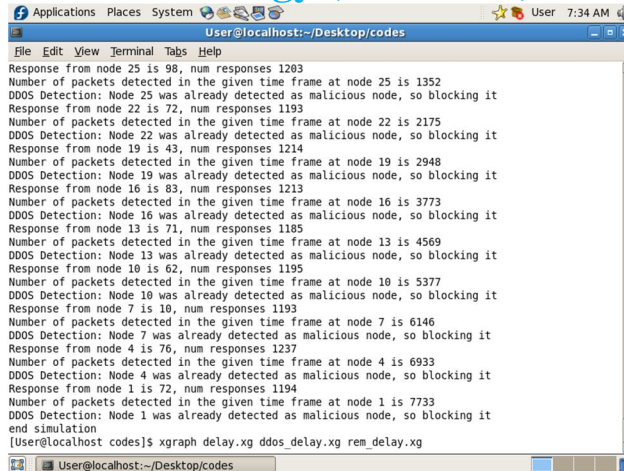 Applications Places System User 7:34 AM
User@localhost:~/Desktop/codes
File Edit View Terminal Tabs Help
Response from node 25 is 98, num responses 1203
Number of packets detected in the given time frame at node 25 is 1352
DDOS Detection: Node 25 was already detected as malicious node, so blocking it
Response from node 22 is 72, num responses 1193
Number of packets detected in the given time frame at node 22 is 2175
DDOS Detection: Node 22 was already detected as malicious node, so blocking it
Response from node 19 is 43, num responses 1214
Number of packets detected in the given time frame at node 19 is 2948
DDOS Detection: Node 19 was already detected as malicious node, so blocking it
Response from node 16 is 83, num responses 1213
Number of packets detected in the given time frame at node 16 is 3773
DDOS Detection: Node 16 was already detected as malicious node, so blocking it
Response from node 13 is 71, num responses 1185
Number of packets detected in the given time frame at node 13 is 4569
DDOS Detection: Node 13 was already detected as malicious node, so blocking it
Response from node 10 is 62, num responses 1195
Number of packets detected in the given time frame at node 10 is 5377
DDOS Detection: Node 10 was already detected as malicious node, so blocking it
Response from node 7 is 10, num responses 1193
Number of packets detected in the given time frame at node 7 is 6146
DDOS Detection: Node 7 was already detected as malicious node, so blocking it
Response from node 4 is 76, num responses 1237
Number of packets detected in the given time frame at node 4 is 6933
DDOS Detection: Node 4 was already detected as malicious node, so blocking it
Response from node 1 is 72, num responses 1194
Number of packets detected in the given time frame at node 1 is 7733
DDOS Detection: Node 1 was already detected as malicious node, so blocking it
end simulation
[User@localhost codes]$ xgraph delay.xg ddos_delay.xg rem_delay.xg
User@localhost:~/Desktop/codes